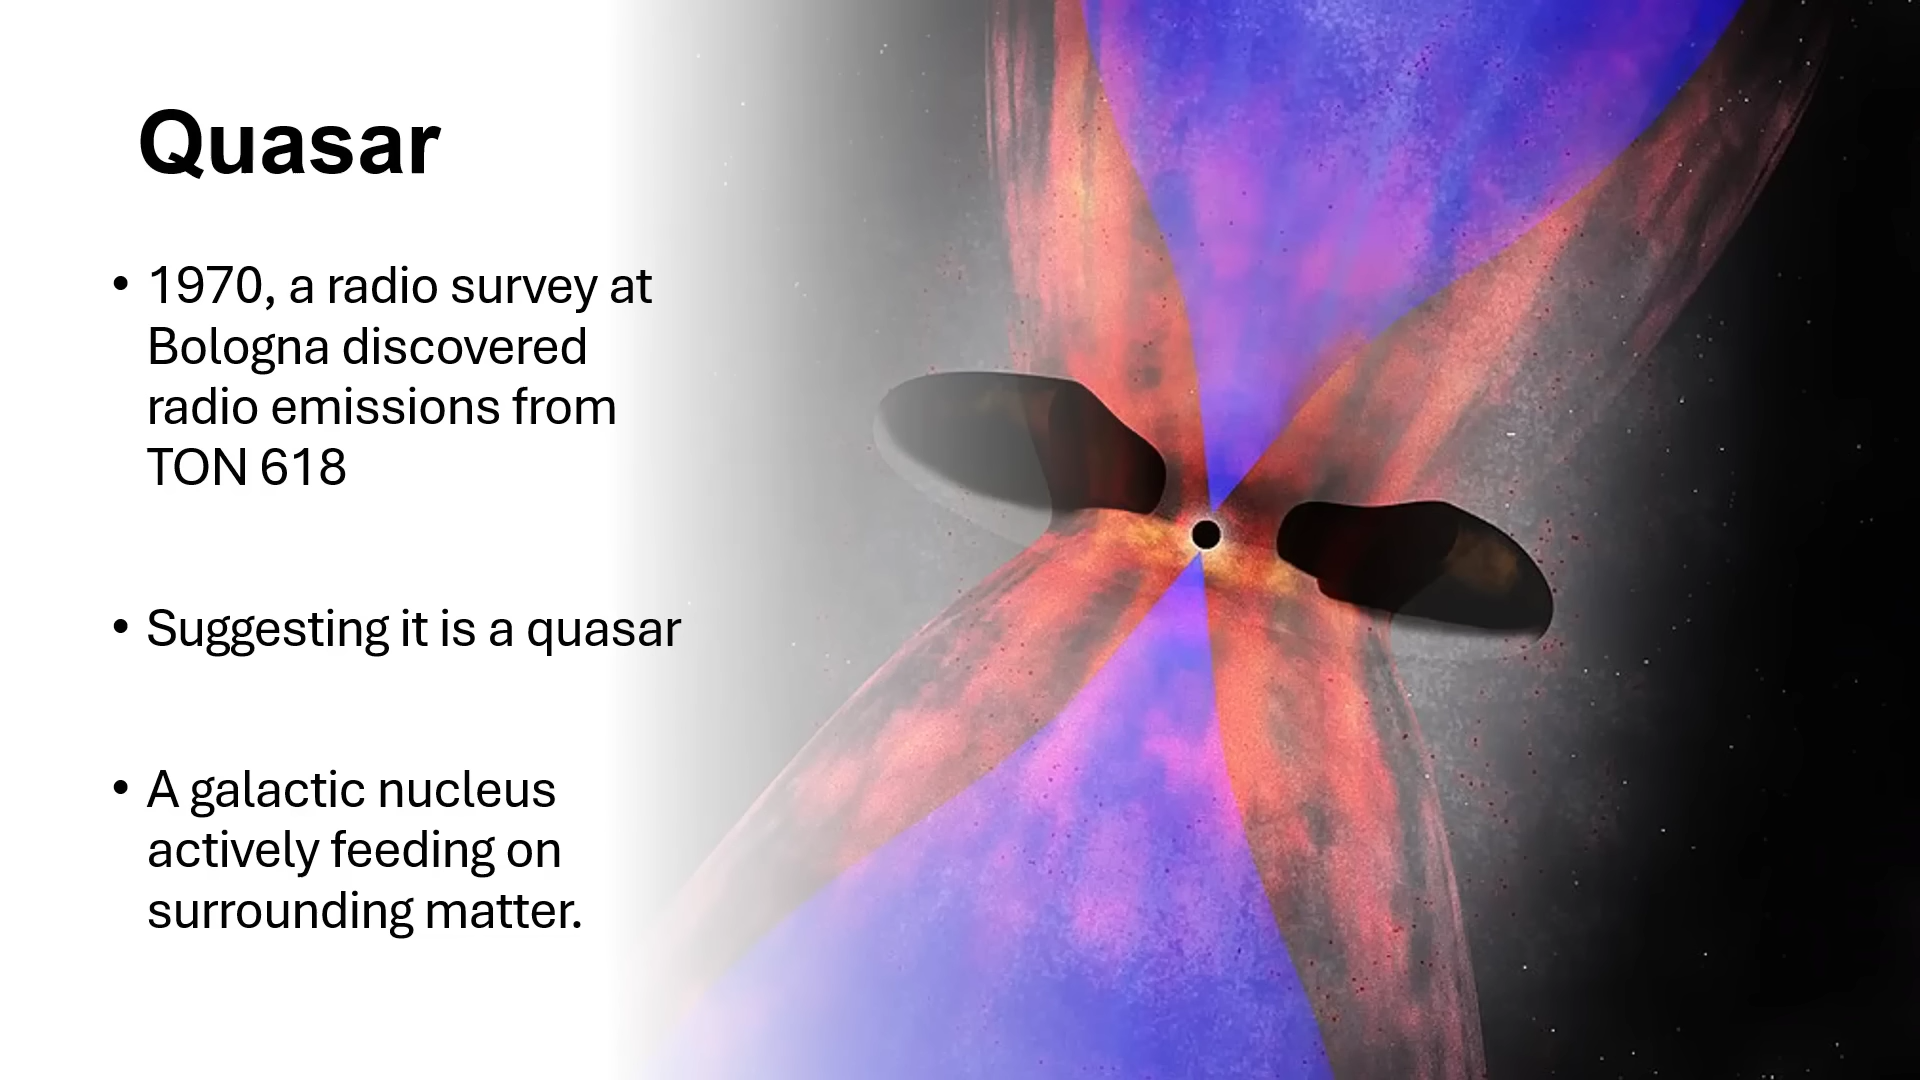 Quasar
• 1970, a radio survey at
Bologna discovered
radio emissions from
TON 618
• Suggesting it is a quasar
• A galactic nucleus
actively feeding on
surrounding matter.